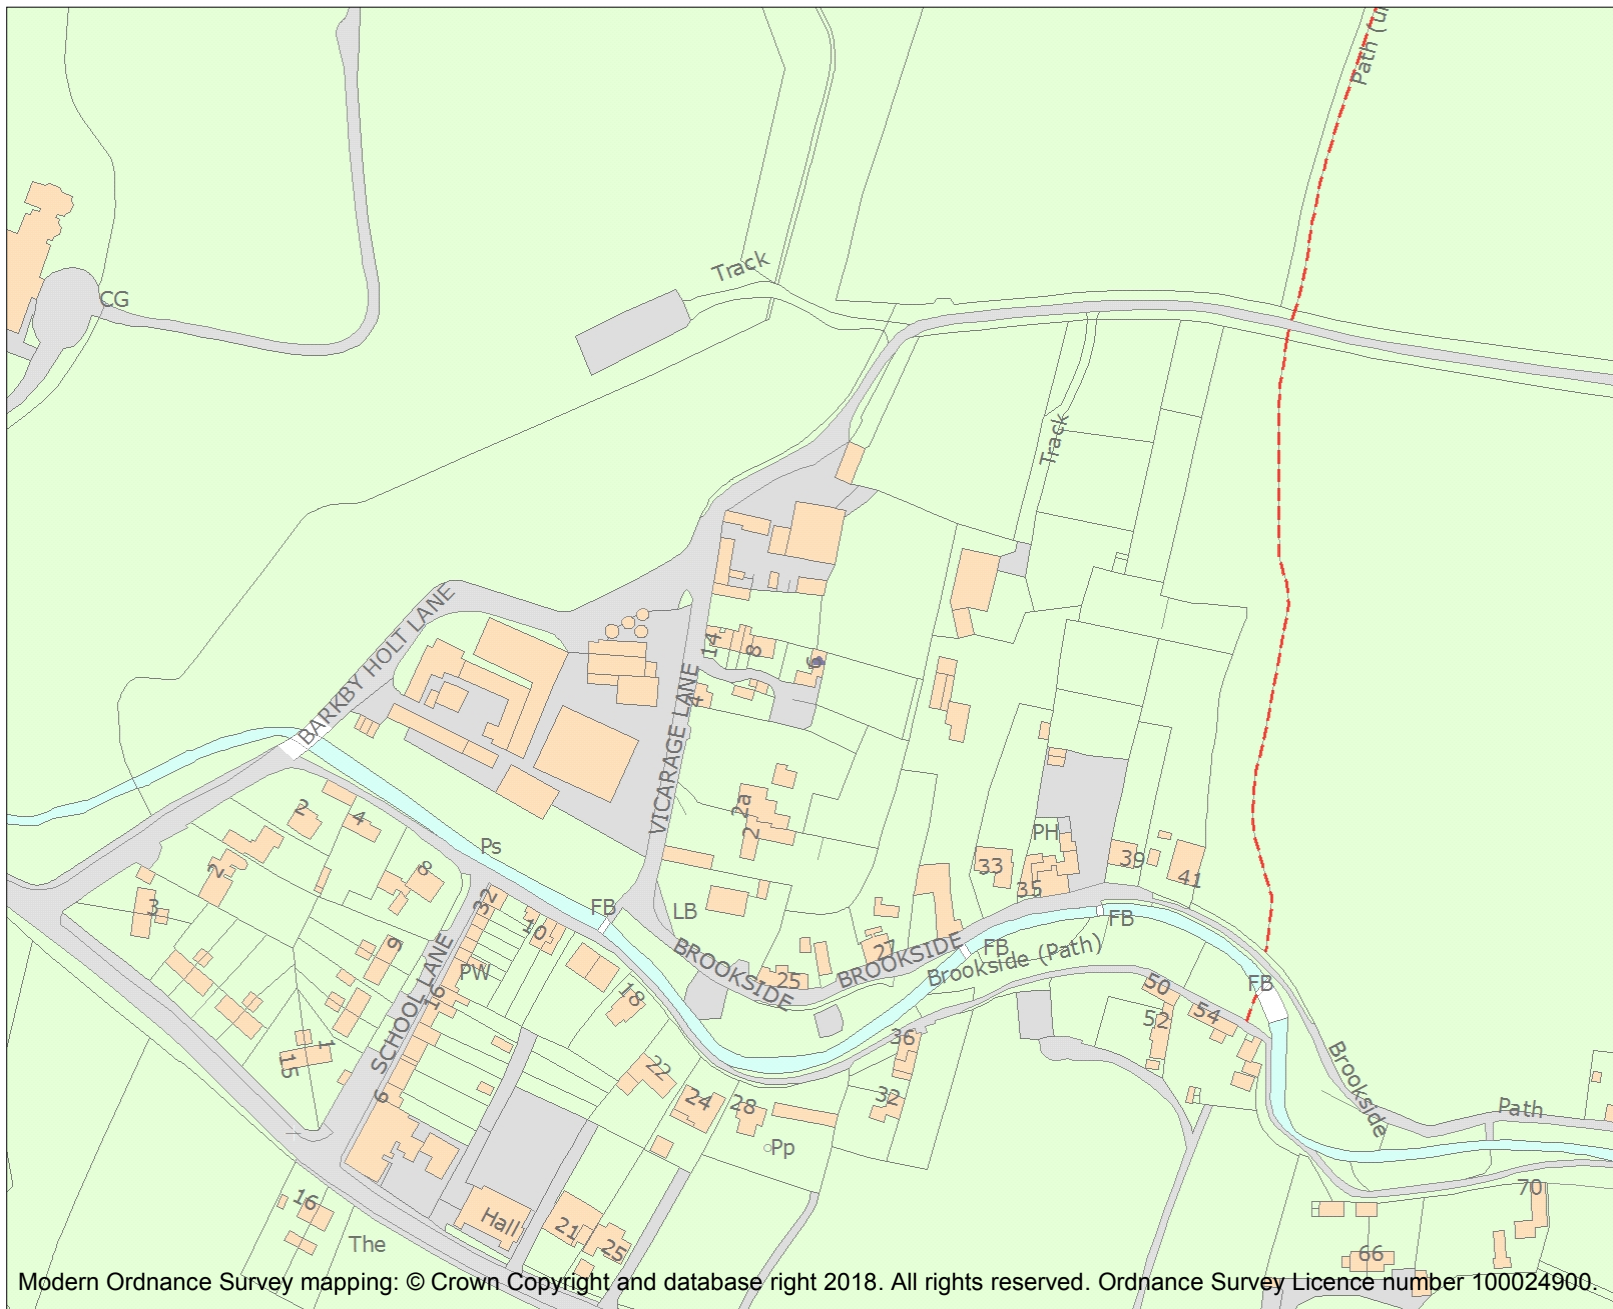 Path (u
Track
CG
Track
BARKBY HOLT LANE
14
8
6
4
VICARAGE LANE
2a
2
PH
2
4
Ps
33
39
35
41
2
8
3
32
FB
LB
FB
10
9
PW
BROOKSIDE
27
BROOKSIDE
FB
Brookside (Path)
25
FB
50
16
18
54
52
SCHOOL LANE
36
1
15
22
Brookside
6
24
28
32
Path
Pp
16
Hall
21
25
70
The
66
Modern Ordnance Survey mapping: © Crown Copyright and database right 2018. All rights reserved. Ordnance Survey Licence number 100024900.